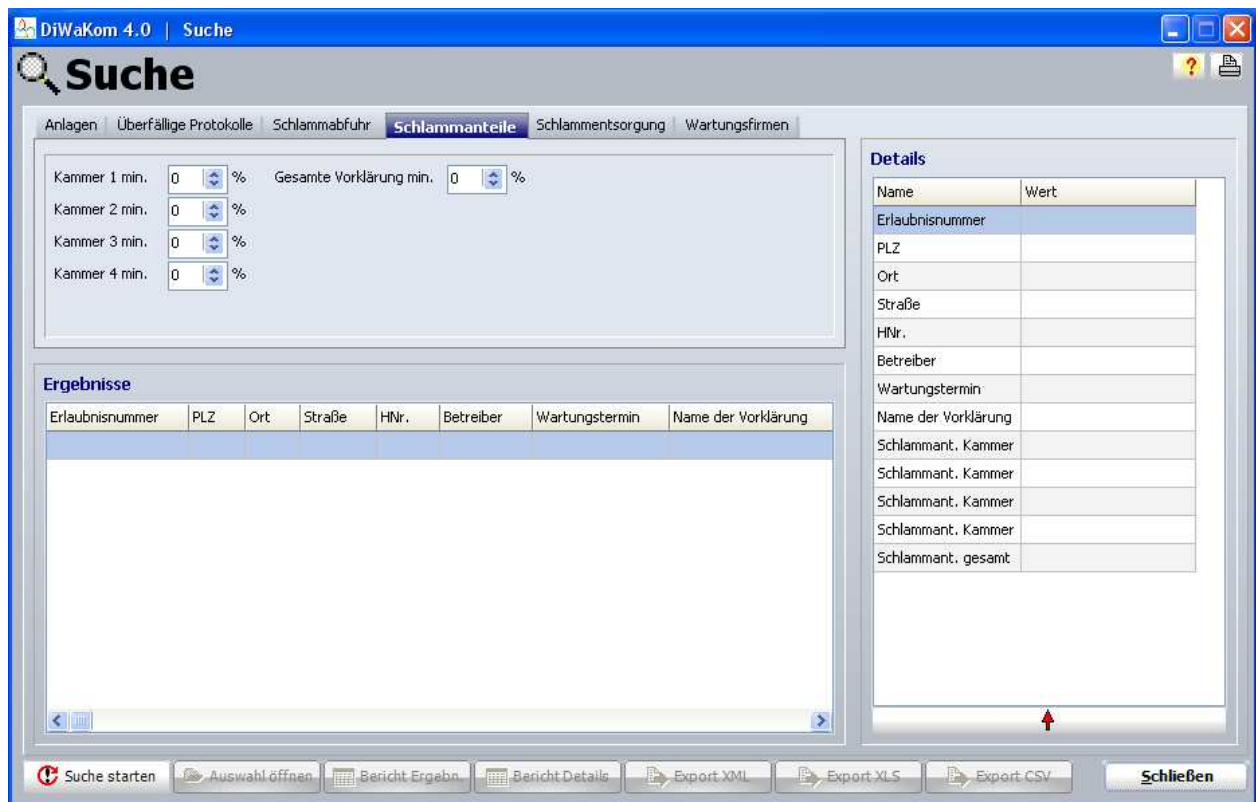 DiWaKom 4.0 | Suche
Suche
Anlagen Überfällige Protokolle Schlammabfuhr Schlammanteile Schlammentsorgung Wartungsfirmen
Kammer 1 min. 0 % Gesamte Vorklärung min. 0 %
Kammer 2 min. 0 %
Kammer 3 min. 0 %
Kammer 4 min. 0 %
Ergebnisse
Erlaubnisnummer PLZ Ort Straße HNr. Betreiber Wartungstermin Name der Vorklärung
Details
Name Wert
Erlaubnisnummer
PLZ
Ort
Straße
HNr.
Betreiber
Wartungstermin
Name der Vorklärung
Schlammant. Kammer
Schlammant. Kammer
Schlammant. Kammer
Schlammant. Kammer
Schlammant. gesamt
Suche starten Auswahl öffnen Bericht Ergebn. Bericht Details Export XML Export XLS Export CSV Schließen